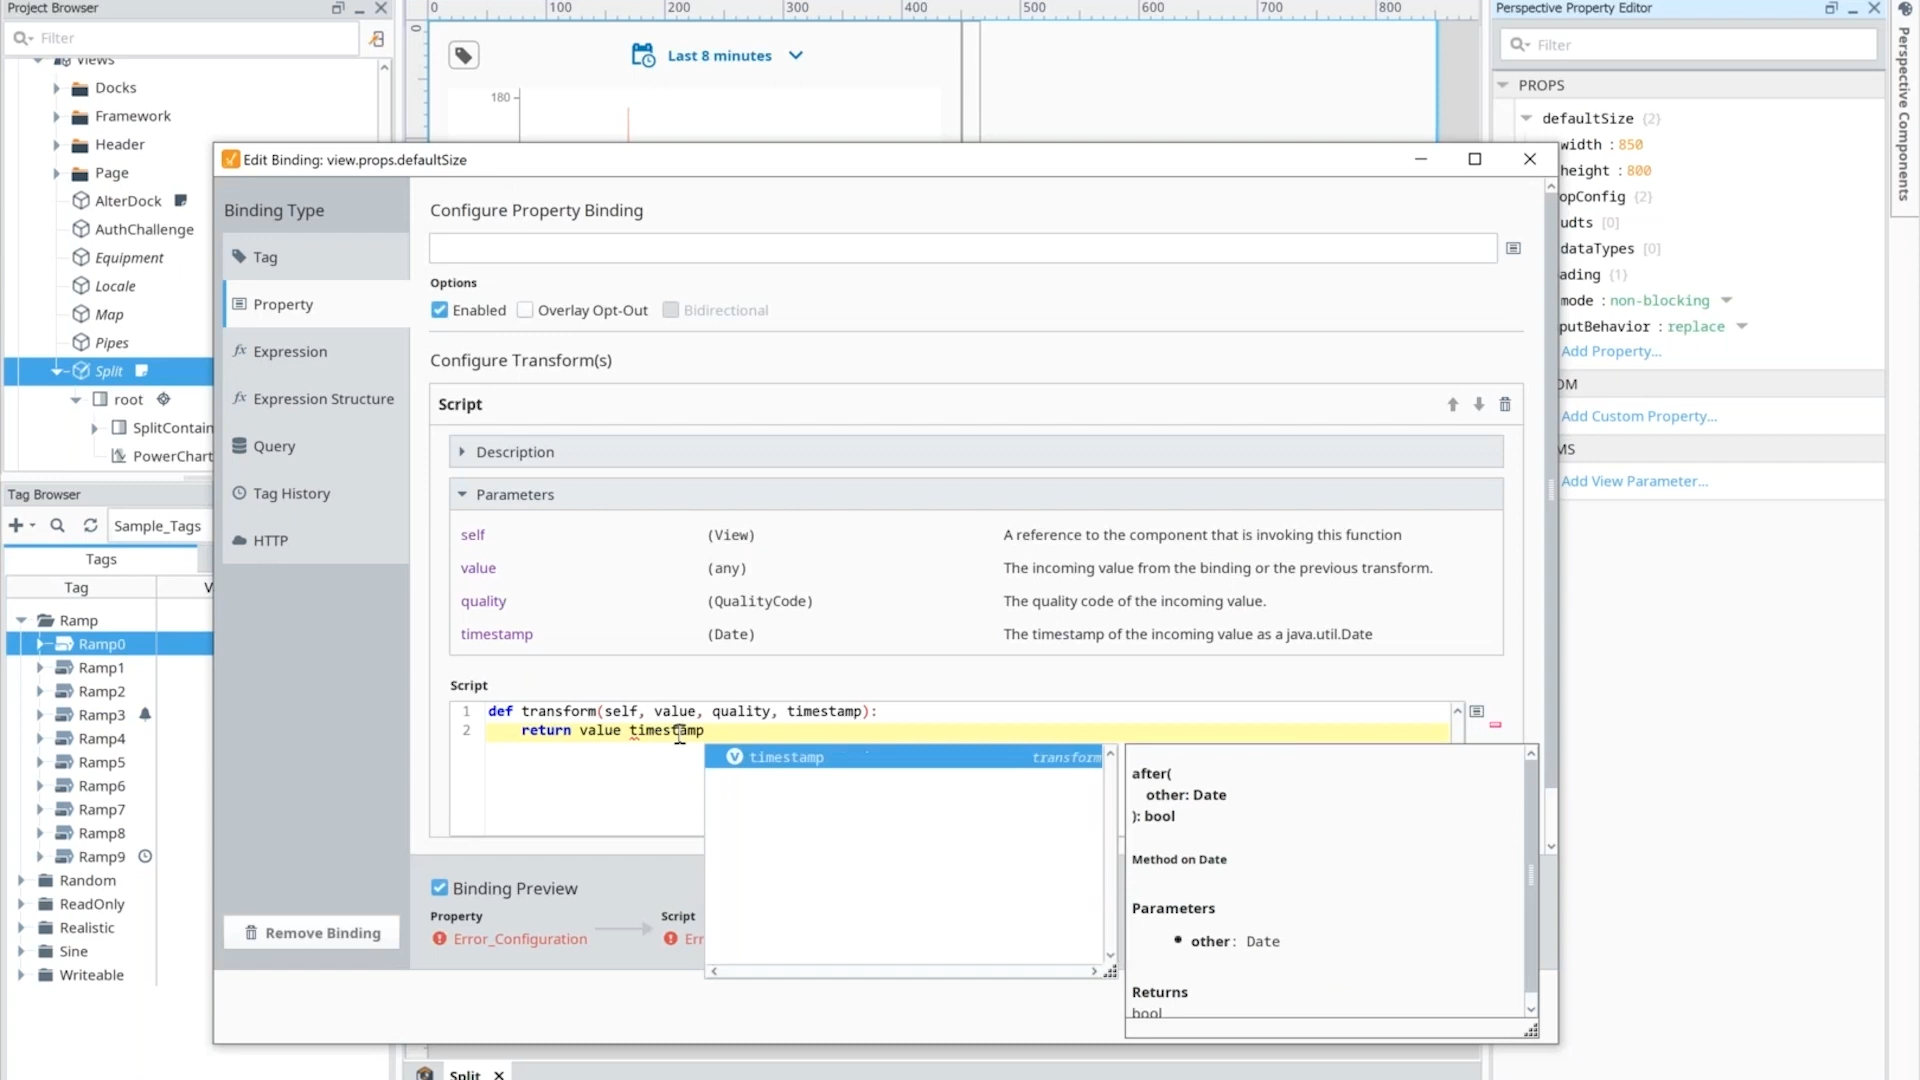 Project Browser
Filter
Views
Docks
Framework
Header
Page
AlterDock
AuthChallenge
Equipment
Locale
Map
Pipes
Split
root
SplitContain
PowerChart
Tag Browser
Sample_Tags
Tags
Tag
V
Ramp
Ramp0
Ramp1
Ramp2
Ramp3
Ramp4
Ramp5
Ramp6
Ramp7
Ramp8
Ramp9
Random
ReadOnly
Realistic
Sine
Writeable
0 100 200 300 400 500 600 700 800
0
Last 8 minutes
180
Edit Binding: view.props.defaultSize
Binding Type
Tag
Property
Expression
Expression Structure
Query
Tag History
HTTP
Remove Binding
Configure Property Binding
Options
Enabled Overlay Opt-Out Bidirectional
Configure Transform(s)
Script
Description
Parameters
self (View) A reference to the component that is invoking this function
value (any) The incoming value from the binding or the previous transform.
quality (QualityCode) The quality code of the incoming value.
timestamp (Date) The timestamp of the incoming value as a java.util.Date
Script
1 def transform(self, value, quality, timestamp):
2 return value timestamp
timestamp transform
after(
other: Date
): bool
Method on Date
Parameters
other: Date
Returns
bool
Binding Preview
Property Script
Error_Configuration Err
Split
Perspective Property Editor
Filter
PROPS
defaultSize {2}
width : 850
height : 800
opConfig {2}
udts [0]
dataTypes [0]
ading {1}
mode : non-blocking
putBehavior : replace
Add Property...
OM
Add Custom Property...
MS
Add View Parameter...
Perspective Components